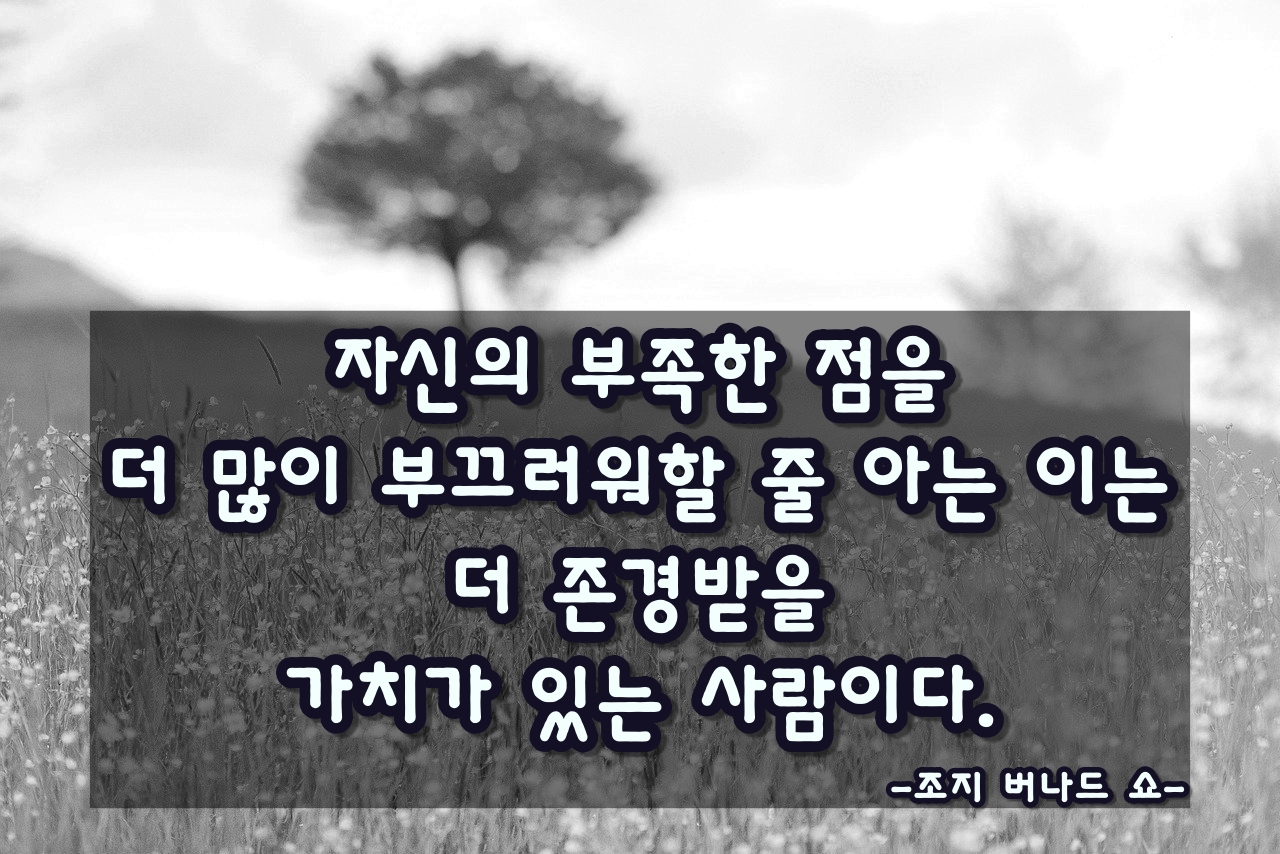 자신의 부족한 점을
더 많이 부끄러워할 줄 아는 이는
더 존경받을
가치가 있는 사람이다.
-조지 버나드 쇼-